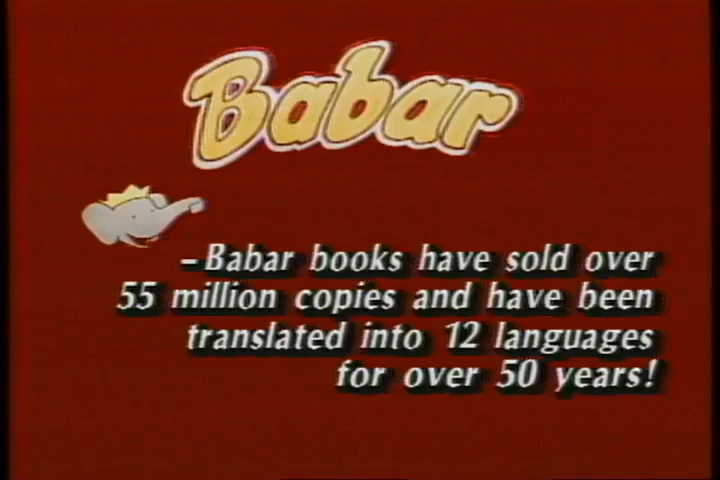 Babar
–Babar books have sold over
55 million copies and have been
translated into 12 languages
for over 50 years!